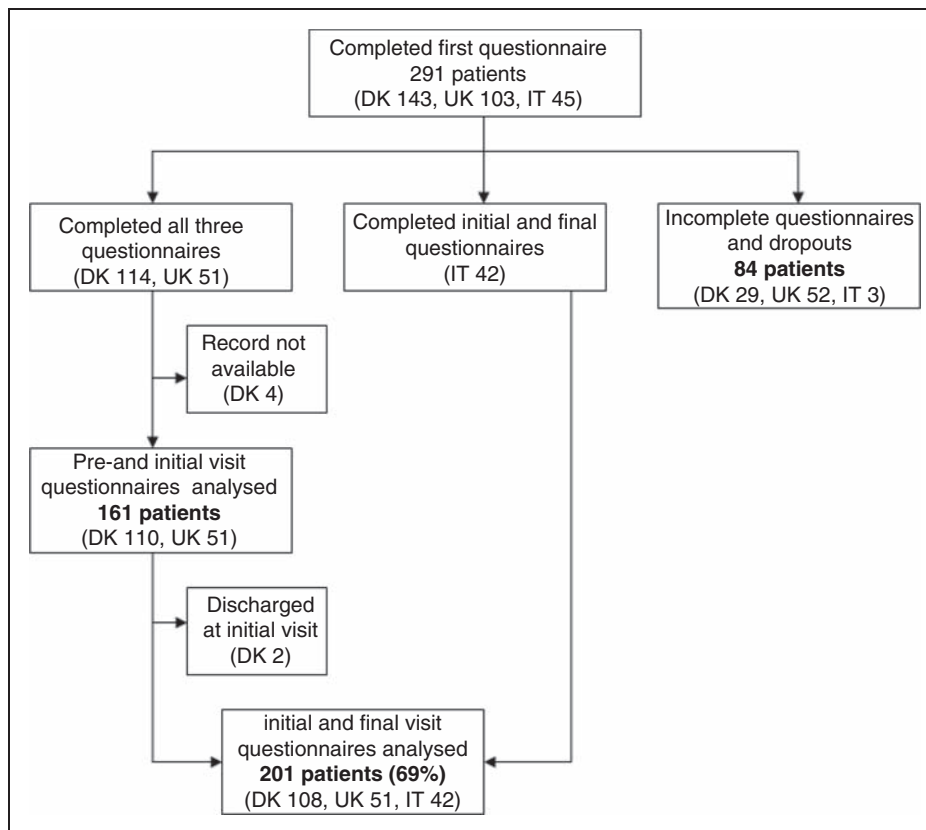 Completed first questionnaire
291 patients
(DK 143, UK 103, IT 45)
Completed all three
questionnaires
(DK 114, UK 51)
Completed initial and final
questionnaires
(IT 42)
Incomplete questionnaires
and dropouts
84 patients
(DK 29, UK 52, IT 3)
Record not
available
(DK 4)
Pre-and initial visit
questionnaires analysed
161 patients
(DK 110, UK 51)
Discharged
at initial visit
(DK 2)
initial and final visit
questionnaires analysed
201 patients (69%)
(DK 108, UK 51, IT 42)